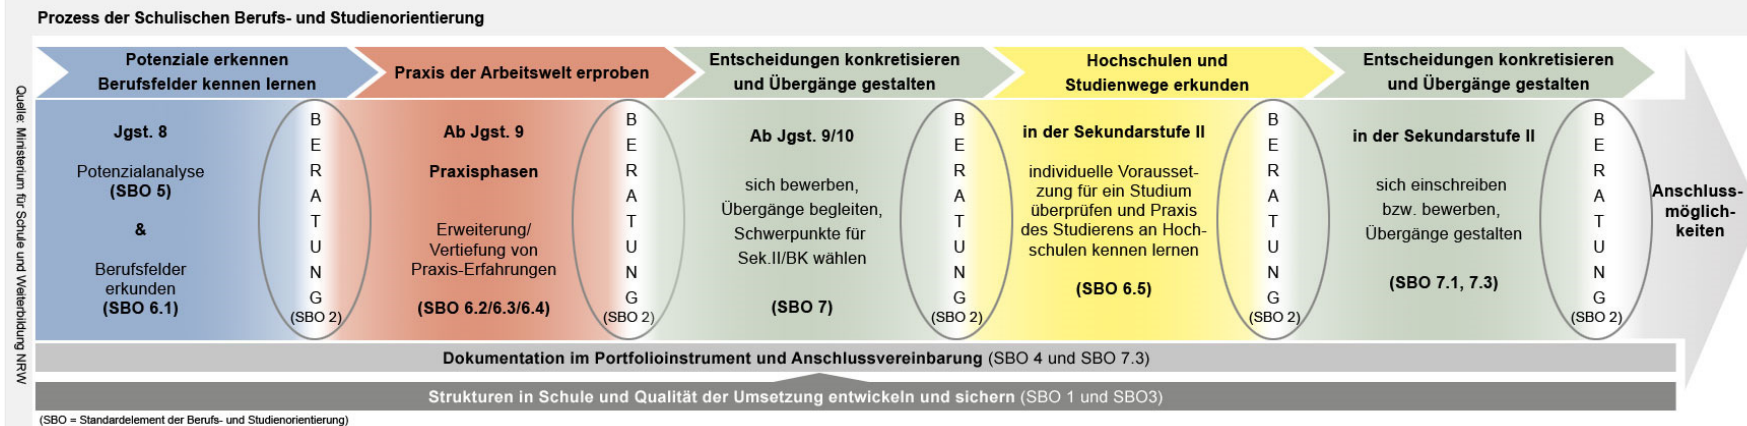 Prozess der Schulischen Berufs- und Studienorientierung
Quelle: Ministerium für Schule und Weiterbildung NRW
Potenziale erkennen
Berufsfelder kennen lernen
Jgst. 8
Potenzialanalyse
(SBO 5)
&
Berufsfelder
erkunden
(SBO 6.1)
BERATUNG
(SBO 2)
Praxis der Arbeitswelt erproben
Ab Jgst. 9
Praxisphasen
Erweiterung/
Vertiefung von
Praxis-Erfahrungen
(SBO 6.2/6.3/6.4)
BERATUNG
(SBO 2)
Entscheidungen konkretisieren
und Übergänge gestalten
Ab Jgst. 9/10
sich bewerben,
Übergänge begleiten,
Schwerpunkte für
Sek.II/BK wählen
(SBO 7)
BERATUNG
(SBO 2)
Hochschulen und
Studienwege erkunden
in der Sekundarstufe II
individuelle Vorausset-
zung für ein Studium
überprüfen und Praxis
des Studierens an Hoch-
schulen kennen lernen
(SBO 6.5)
BERATUNG
(SBO 2)
Entscheidungen konkretisieren
und Übergänge gestalten
in der Sekundarstufe II
sich einschreiben
bzw. bewerben,
Übergänge gestalten
(SBO 7.1, 7.3)
BERATUNG
(SBO 2)
Anschluss-
möglich-
keiten
Dokumentation im Portfolioinstrument und Anschlussvereinbarung (SBO 4 und SBO 7.3)
Strukturen in Schule und Qualität der Umsetzung entwickeln und sichern (SBO 1 und SBO3)
(SBO = Standardelement der Berufs- und Studienorientierung)